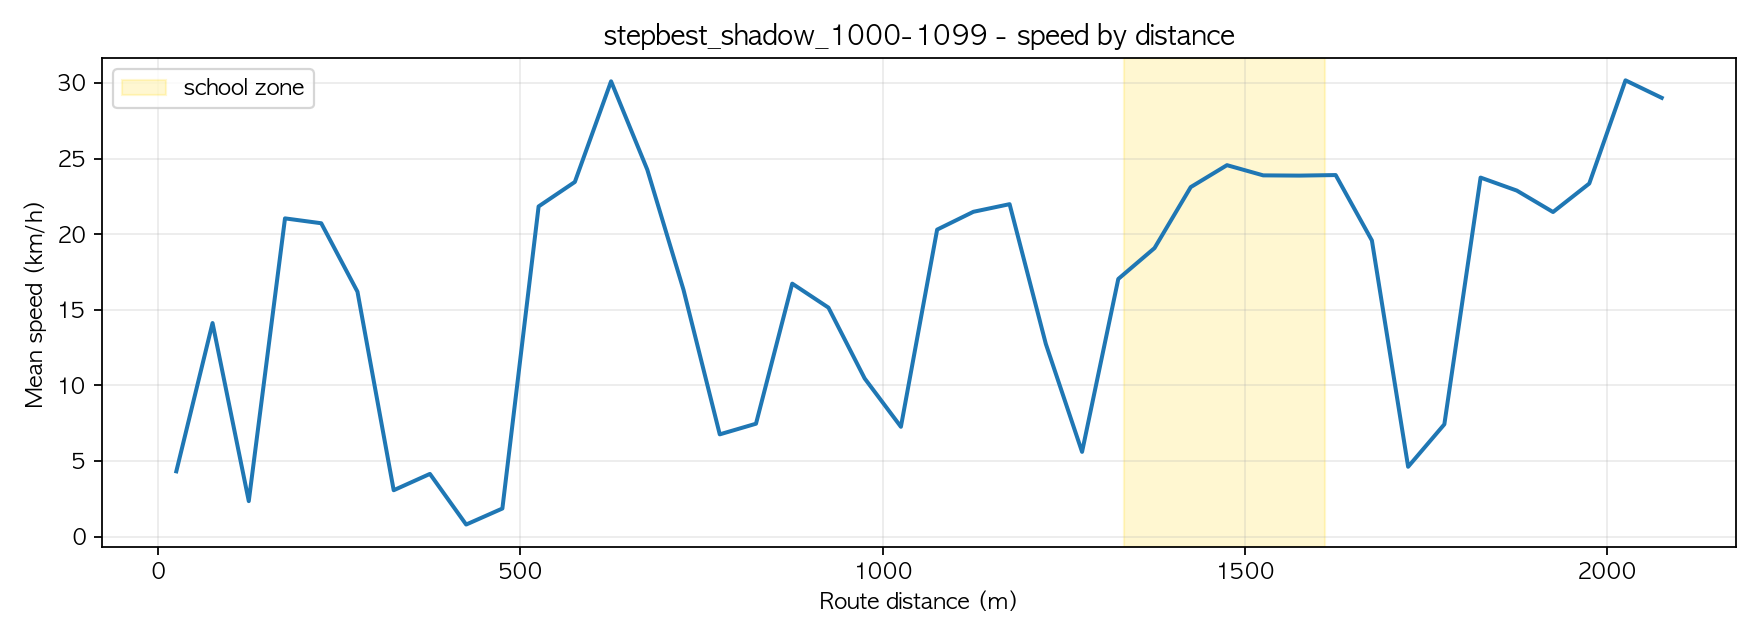 stepbest_shadow_1000-1099 - speed by distance
school zone
Mean speed (km/h)
30
25
20
15
10
5
0
0 500 1000 1500 2000
Route distance (m)